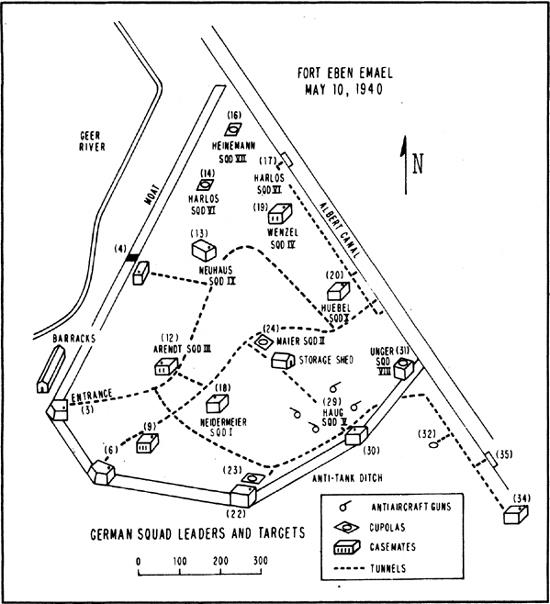 FORT EBEN EMAEL
MAY 10, 1940
(16)
HEINEMANN
SQD VII
GEER
RIVER
(17)
HARLOS
SQD VI
N
(14)
HARLOS
SQD VI
MOAT
(19)
WENZEL
SQD IV
ALBERT CANAL
(4)
(13)
NEUHAUS
SQD IX
(20)
HUEBEL
SQD X
(24)
MAIER SQD II
BARRACKS
(12)
ARENDT SQD III
STORAGE SHED
UNGER (31)
SQD
VIII
ENTRANCE
(3)
(18)
NEIDERMEIER
SQD I
(29)
HAUG
SQD V
(9)
(6)
(30)
(32)
(35)
(23)
ANTI-TANK DITCH
(22)
(34)
GERMAN SQUAD LEADERS AND TARGETS
0 100 200 300
ANTIAIRCRAFT GUNS
CUPOLAS
CASEMATES
TUNNELS